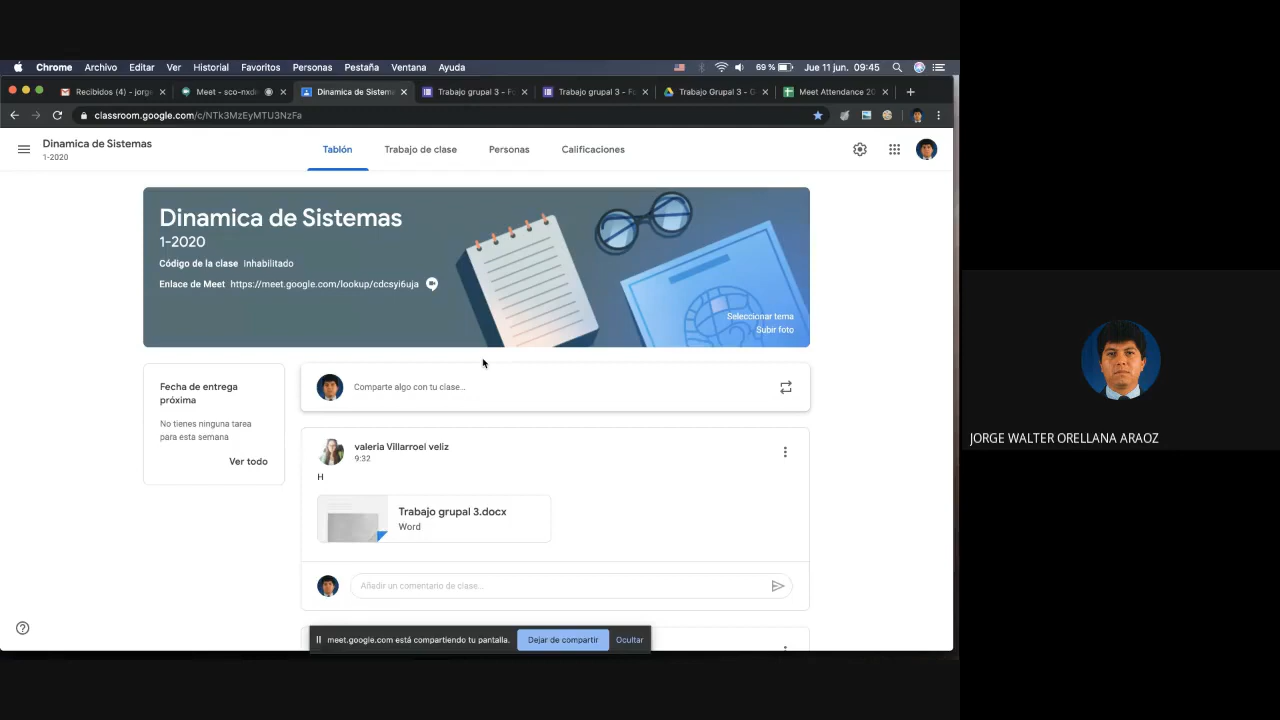 Chrome Archivo Editar Ver Historial Favoritos Personas Pestaña Ventana Ayuda 69 % Jue 11 jun. 09:45
Recibidos (4) - jorge Meet - sco-nxd Dinamica de Sistem Trabajo grupal 3 - F Trabajo grupal 3 - F Trabajo Grupal 3 - G Meet Attendance 20
classroom.google.com/c/NTk3MzEyMTU3NzFa
Dinamica de Sistemas
1-2020
Tablón Trabajo de clase Personas Calificaciones
Dinamica de Sistemas
1-2020
Código de la clase Inhabilitado
Enlace de Meet https://meet.google.com/lookup/cdcsyi6uja
Seleccionar tema
Subir foto
Fecha de entrega
próxima
No tienes ninguna tarea
para esta semana
Ver todo
Comparte algo con tu clase...
valeria Villarroel veliz
9:32
H
Trabajo grupal 3.docx
Word
Añadir un comentario de clase...
meet.google.com está compartiendo tu pantalla. Dejar de compartir Ocultar
JORGE WALTER ORELLANA ARAOZ